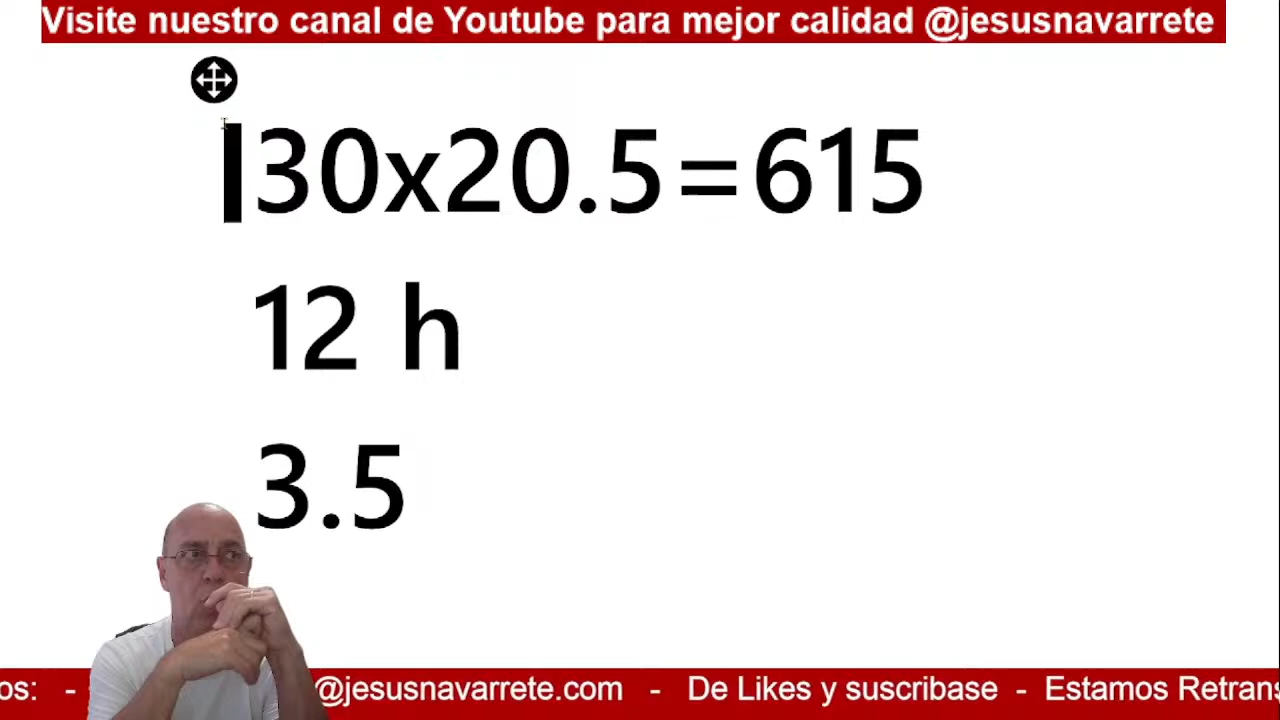 Visite nuestro canal de Youtube para mejor calidad @jesusnavarrete
30x20.5=615
12 h
3.5
os: - @jesusnavarrete.com - De Likes y suscribase - Estamos Retrans